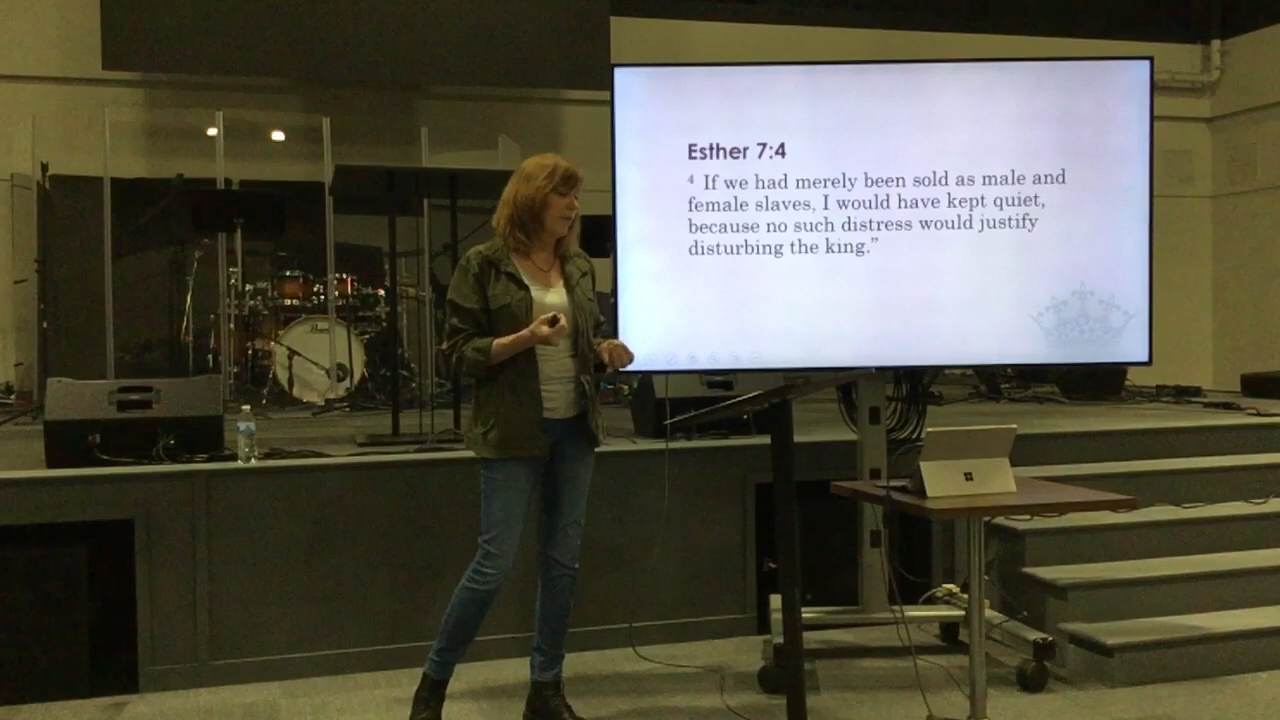 Esther 7:4
4 If we had merely been sold as male and
female slaves, I would have kept quiet,
because no such distress would justify
disturbing the king.”